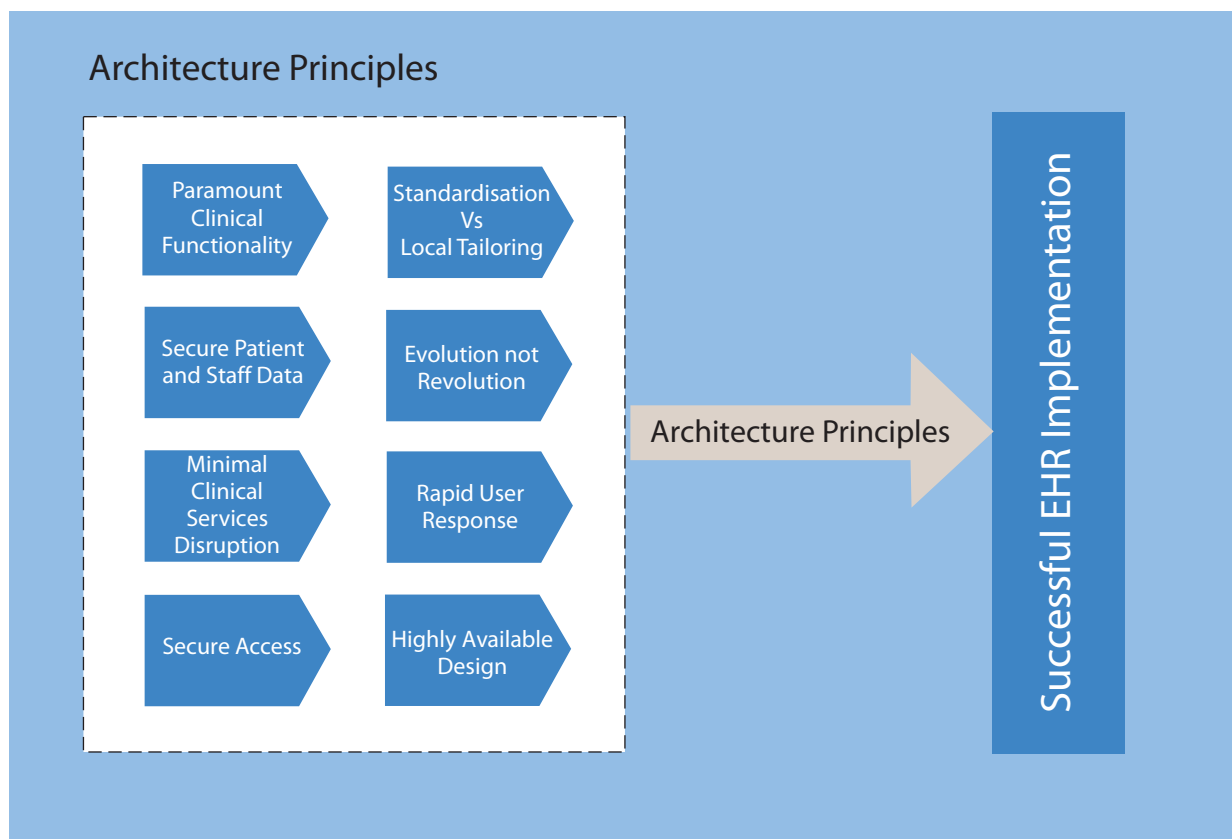 Architecture Principles
Paramount
Clinical
Functionality
Standardisation
Vs
Local Tailoring
Secure Patient
and Staff Data
Evolution not
Revolution
Minimal
Clinical
Services
Disruption
Rapid User
Response
Secure Access
Highly Available
Design
Architecture Principles
Successful EHR Implementation